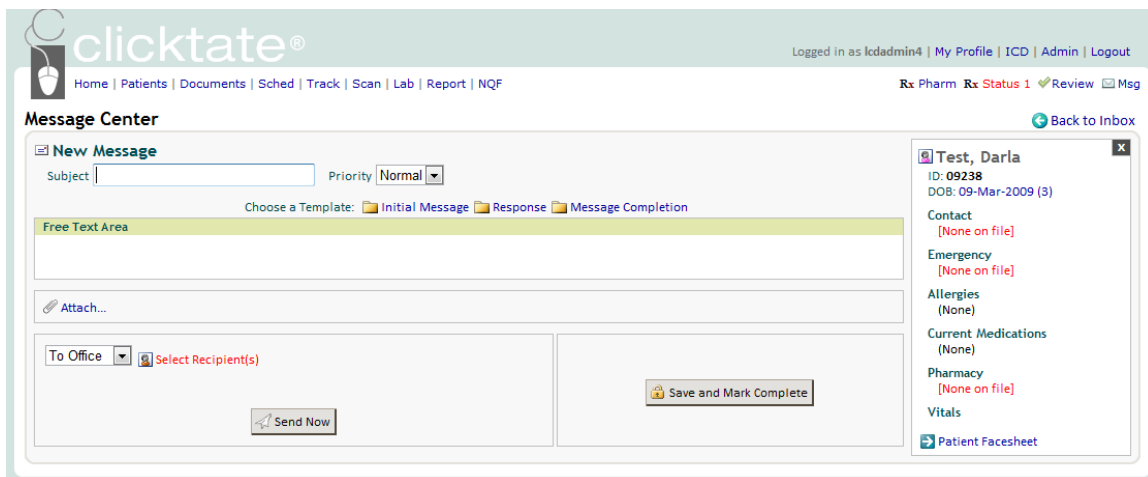 clicktate®
Logged in as lcdadmin4 | My Profile | ICD | Admin | Logout
Home | Patients | Documents | Sched | Track | Scan | Lab | Report | NQF
Rx Pharm Rx Status 1 Review Msg
Message Center
Back to Inbox
New Message
Subject Priority Normal
Choose a Template: Initial Message Response Message Completion
Free Text Area
Attach...
To Office Select Recipient(s)
Send Now
Save and Mark Complete
X
Test, Darla
ID: 09238
DOB: 09-Mar-2009 (3)
Contact
[None on file]
Emergency
[None on file]
Allergies
(None)
Current Medications
(None)
Pharmacy
[None on file]
Vitals
Patient Facesheet